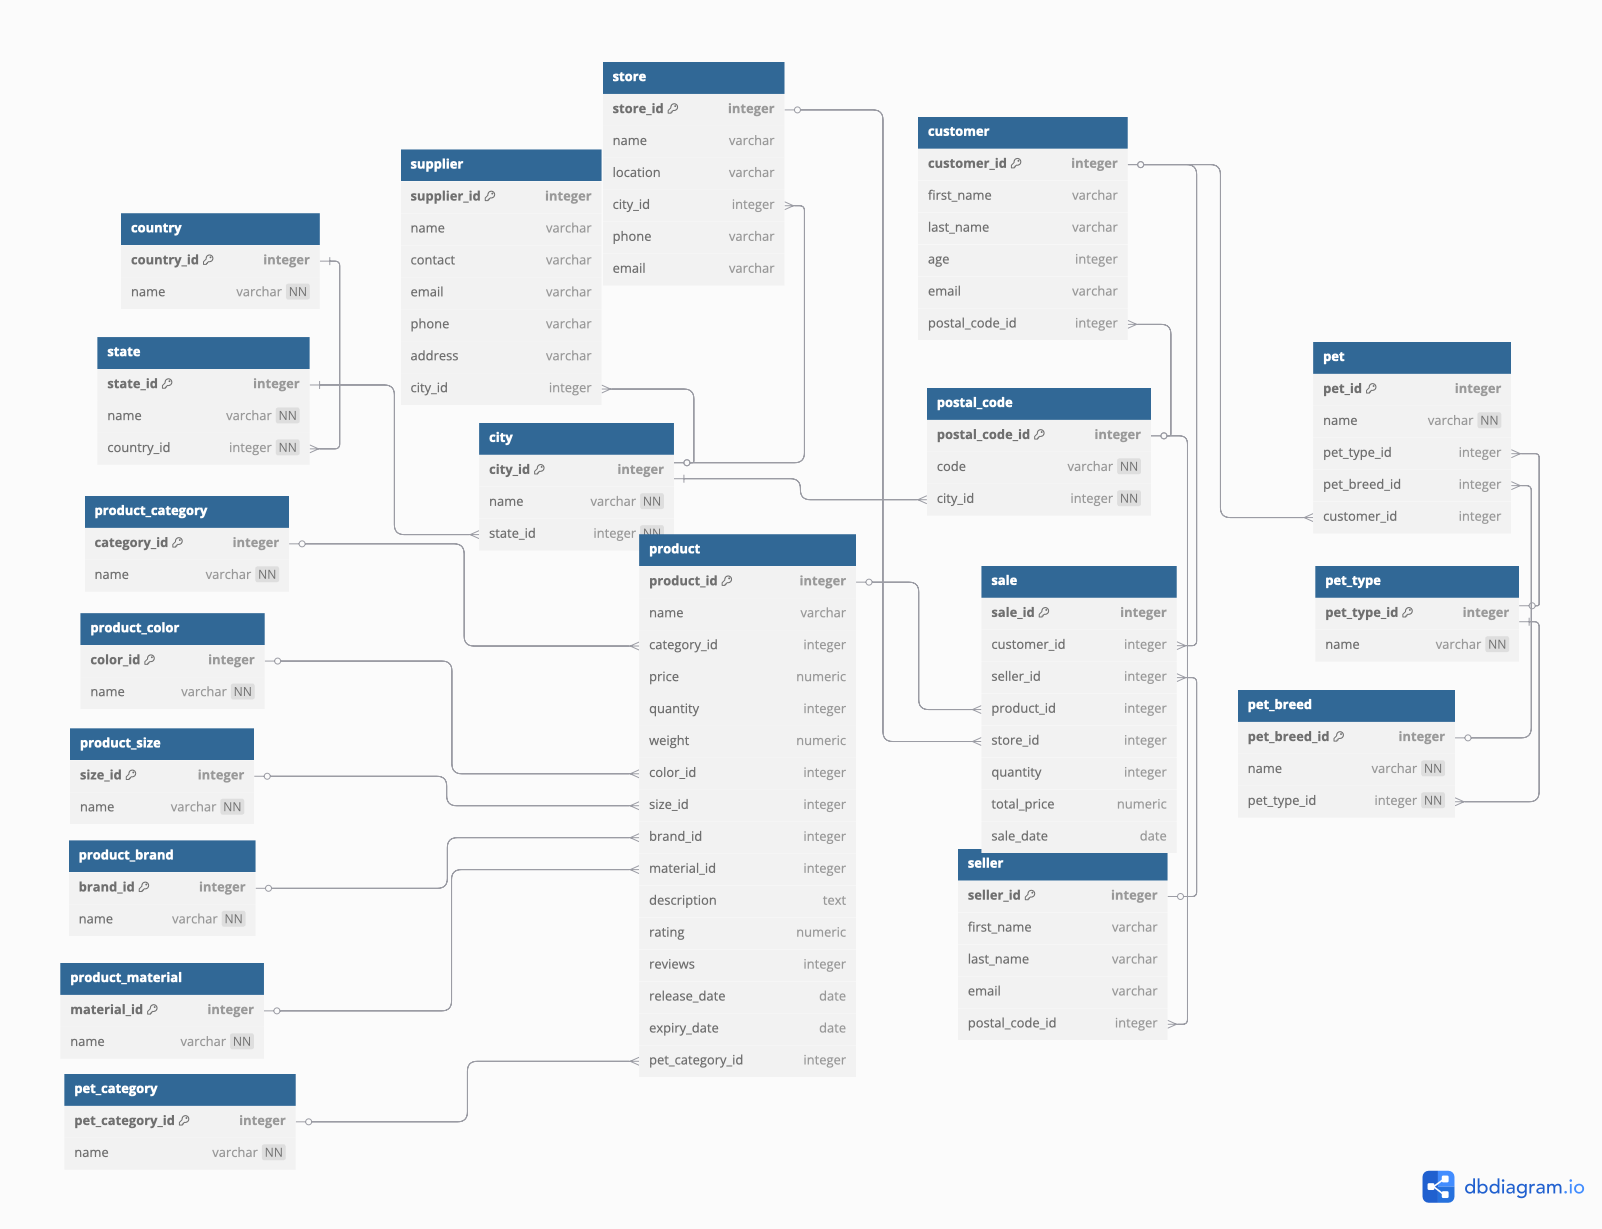 store
store_id integer
name varchar
location varchar
city_id integer
phone varchar
email varchar
customer
customer_id integer
first_name varchar
last_name varchar
age integer
email varchar
postal_code_id integer
supplier
supplier_id integer
name varchar
contact varchar
email varchar
phone varchar
address varchar
city_id integer
country
country_id integer
name varchar NN
state
state_id integer
name varchar NN
country_id integer NN
pet
pet_id integer
name varchar NN
pet_type_id integer
pet_breed_id integer
customer_id integer
postal_code
postal_code_id integer
code varchar NN
city_id integer NN
city
city_id integer
name varchar NN
state_id integer NN
product_category
category_id integer
name varchar NN
product
product_id integer
name varchar
category_id integer
price numeric
quantity integer
weight numeric
color_id integer
size_id integer
brand_id integer
material_id integer
description text
rating numeric
reviews integer
release_date date
expiry_date date
pet_category_id integer
sale
sale_id integer
customer_id integer
seller_id integer
product_id integer
store_id integer
quantity integer
total_price numeric
sale_date date
pet_type
pet_type_id integer
name varchar NN
product_color
color_id integer
name varchar NN
pet_breed
pet_breed_id integer
name varchar NN
pet_type_id integer NN
product_size
size_id integer
name varchar NN
product_brand
brand_id integer
name varchar NN
seller
seller_id integer
first_name varchar
last_name varchar
email varchar
postal_code_id integer
product_material
material_id integer
name varchar NN
pet_category
pet_category_id integer
name varchar NN
dbdiagram.io